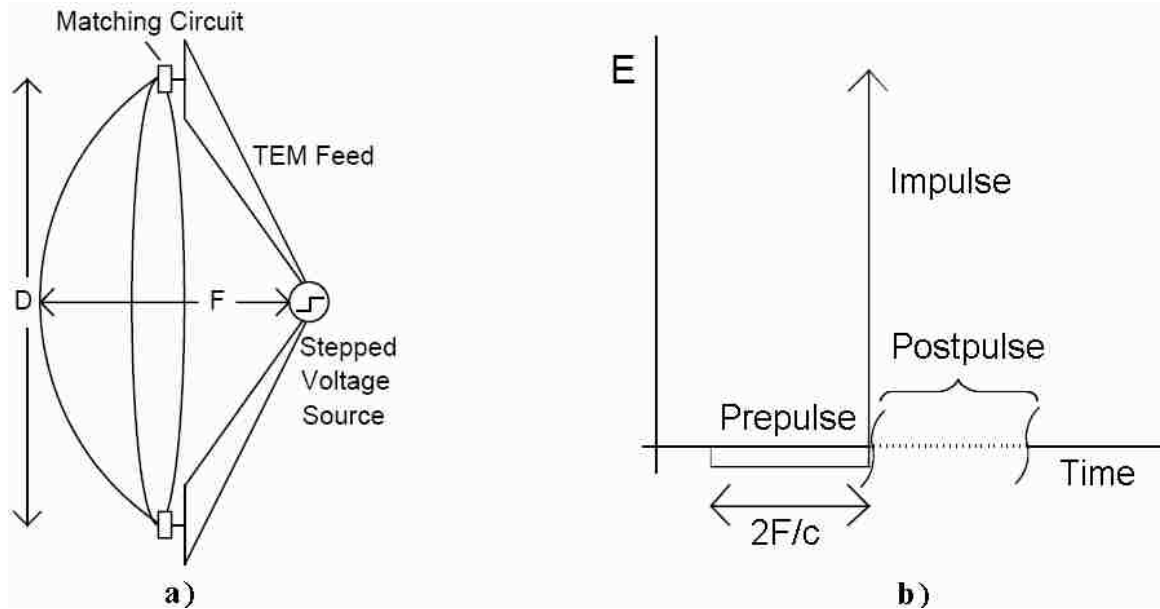 Matching Circuit
TEM Feed
D
F
Stepped
Voltage
Source
a)
E
Impulse
Postpulse
Prepulse
Time
2F/c
b)